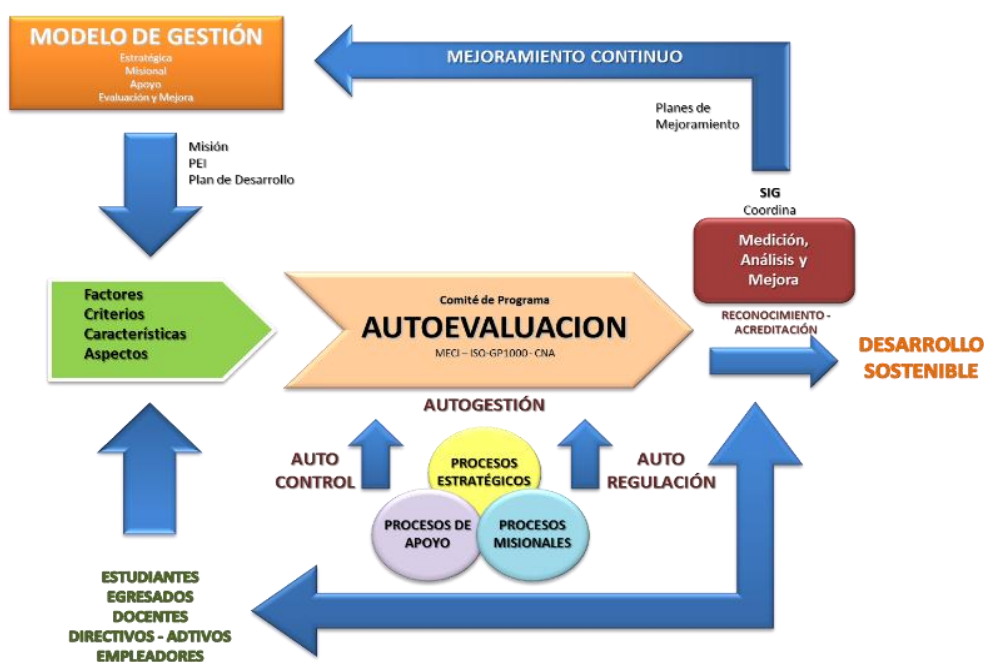 MODELO DE GESTIÓN
Estratégica
Misional
Apoyo
Evaluación y Mejora
MEJORAMIENTO CONTINUO
Planes de
Mejoramiento
Misión
PEI
Plan de Desarrollo
SIG
Coordina
Medición,
Análisis y
Mejora
Factores
Criterios
Características
Aspectos
Comité de Programa
AUTOEVALUACION
MECI – ISO-GP1000 - CNA
RECONOCIMIENTO -
ACREDITACIÓN
DESARROLLO
SOSTENIBLE
AUTOGESTIÓN
AUTO
CONTROL
PROCESOS
ESTRATÉGICOS
AUTO
REGULACIÓN
PROCESOS DE
APOYO
PROCESOS
MISIONALES
ESTUDIANTES
EGRESADOS
DOCENTES
DIRECTIVOS - ADTIVOS
EMPLEADORES